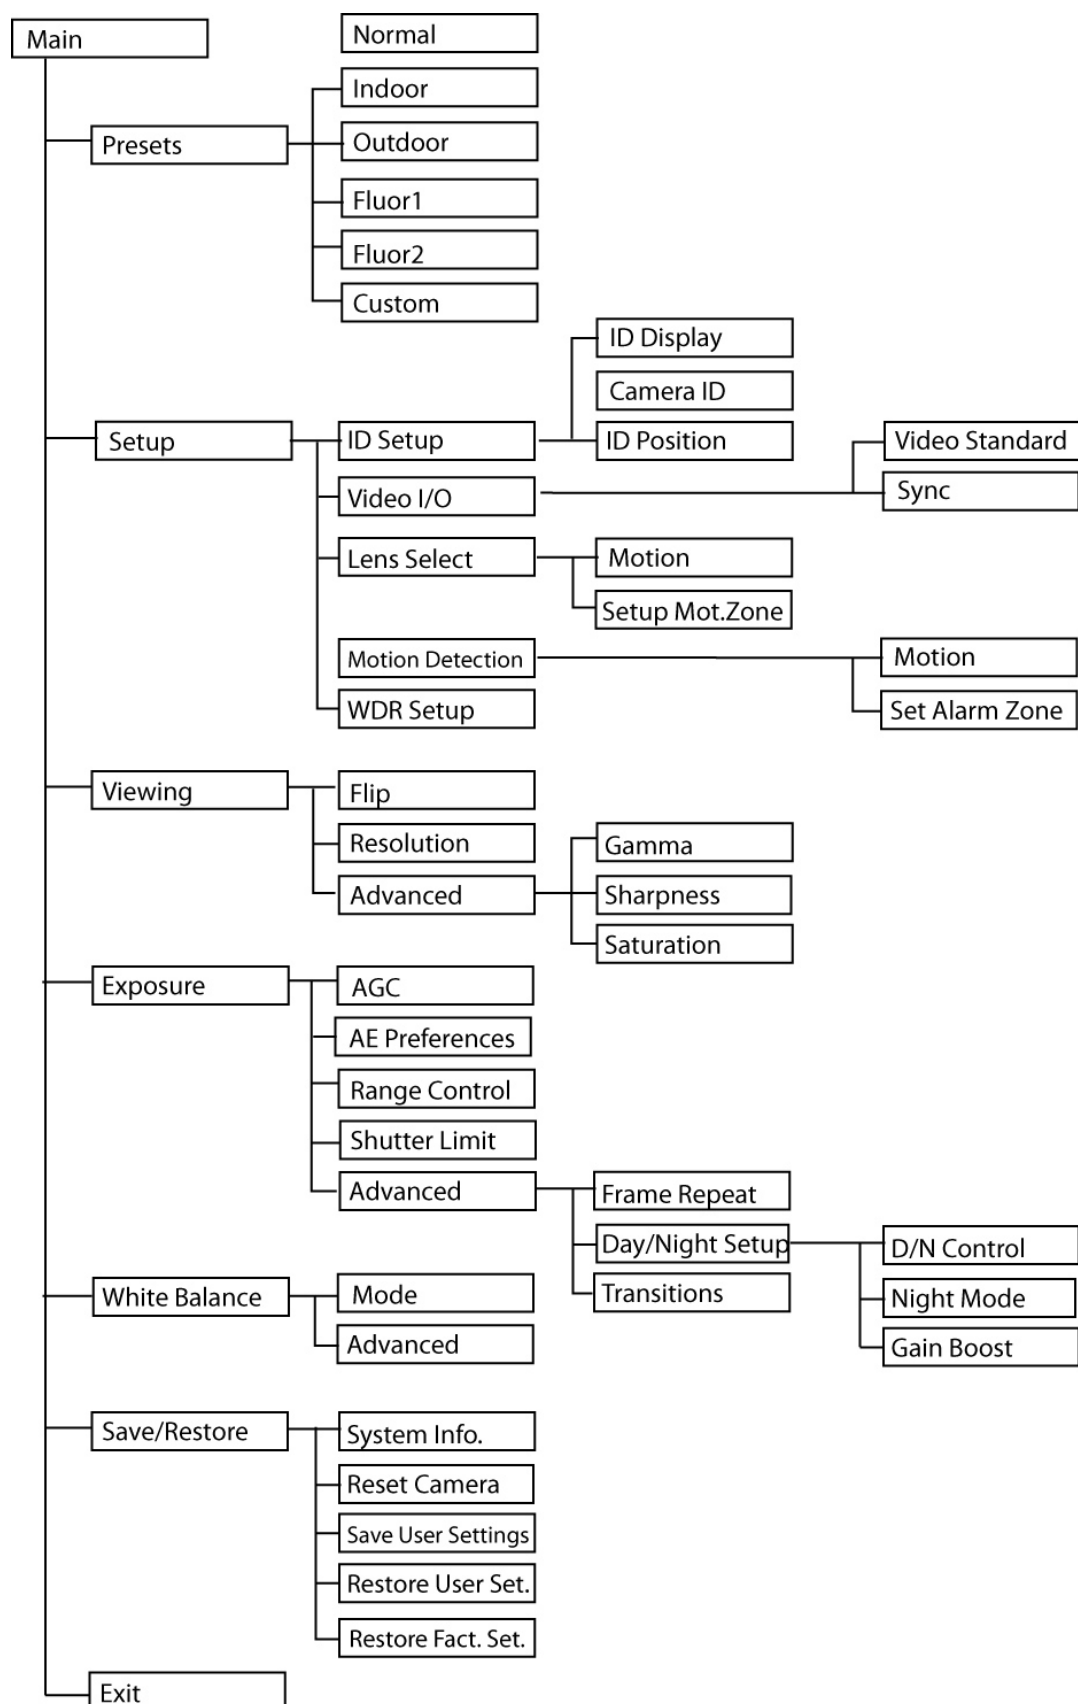 Main
Presets
Normal
Indoor
Outdoor
Fluor1
Fluor2
Custom
Setup
ID Setup
ID Display
Camera ID
ID Position
Video I/O
Video Standard
Sync
Lens Select
Motion
Setup Mot.Zone
Motion Detection
Motion
Set Alarm Zone
WDR Setup
Viewing
Flip
Resolution
Advanced
Gamma
Sharpness
Saturation
Exposure
AGC
AE Preferences
Range Control
Shutter Limit
Advanced
Frame Repeat
Day/Night Setup
D/N Control
Night Mode
Gain Boost
Transitions
White Balance
Mode
Advanced
Save/Restore
System Info.
Reset Camera
Save User Settings
Restore User Set.
Restore Fact. Set.
Exit